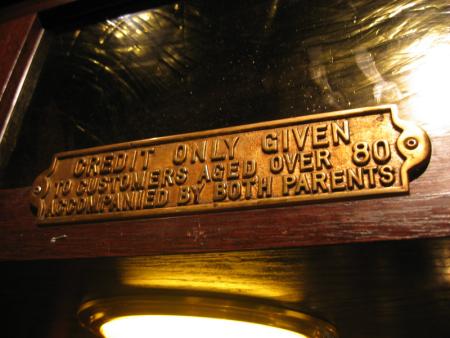 CREDIT ONLY GIVEN
TO CUSTOMERS AGED OVER 80
ACCOMPANIED BY BOTH PARENTS